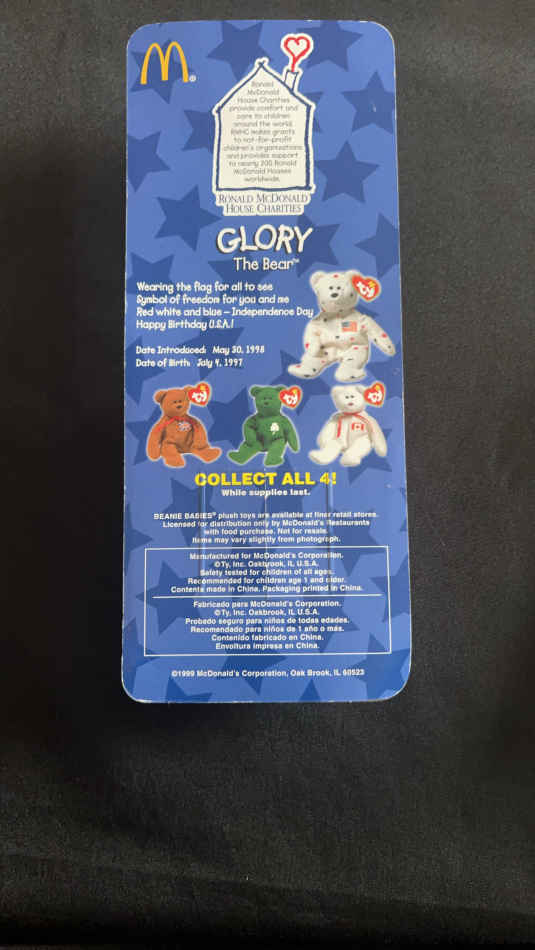 Ronald
McDonald
House Charities
provide comfort and
care to children
around the world.
RMHC makes grants
to not-for-profit
children's organizations
and provides support
to nearly 200 Ronald
McDonald Houses
worldwide.
RONALD MCDONALD
HOUSE CHARITIES®
GLORY
The Bear™
Wearing the flag for all to see
Symbol of freedom for you and me
Red white and blue – Independence Day
Happy Birthday U.S.A.!
Date Introduced: May 30, 1998
Date of Birth: July 4, 1997
ty
ty
ty
ty
COLLECT ALL 4!
While supplies last.
BEANIE BABIES® plush toys are available at finer retail stores.
Licensed for distribution only by McDonald's Restaurants
with food purchase. Not for resale.
Items may vary slightly from photograph.
Manufactured for McDonald's Corporation.
©Ty, Inc. Oakbrook, IL U.S.A.
Safety tested for children of all ages.
Recommended for children age 1 and older.
Contents made in China. Packaging printed in China.
Fabricado para McDonald's Corporation.
©Ty, Inc. Oakbrook, IL U.S.A.
Probado seguro para niños de todas edades.
Recomendado para niños de 1 año o más.
Contenido fabricado en China.
Envoltura impresa en China.
©1999 McDonald's Corporation, Oak Brook, IL 60523